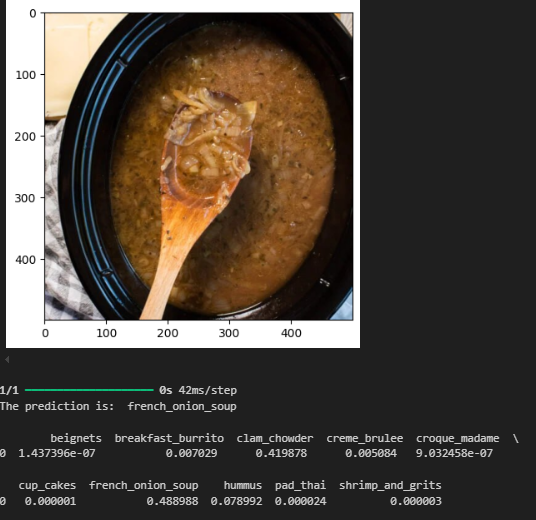 0
100
200
300
400
0 100 200 300 400
1/1 ━━━━━━━━━━━━━━━━━━━━ 0s 42ms/step
The prediction is: french_onion_soup
beignets breakfast_burrito clam_chowder creme_brulee croque_madame \
0 1.437396e-07 0.007029 0.419878 0.005084 9.032458e-07
cup_cakes french_onion_soup hummus pad_thai shrimp_and_grits
0 0.000001 0.488988 0.078992 0.000024 0.000003